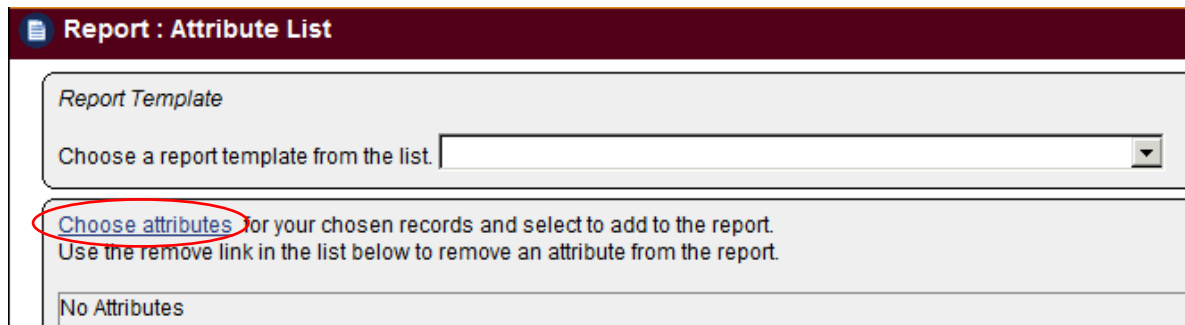 Report : Attribute List
Report Template
Choose a report template from the list.
Choose attributes for your chosen records and select to add to the report.
Use the remove link in the list below to remove an attribute from the report.
No Attributes